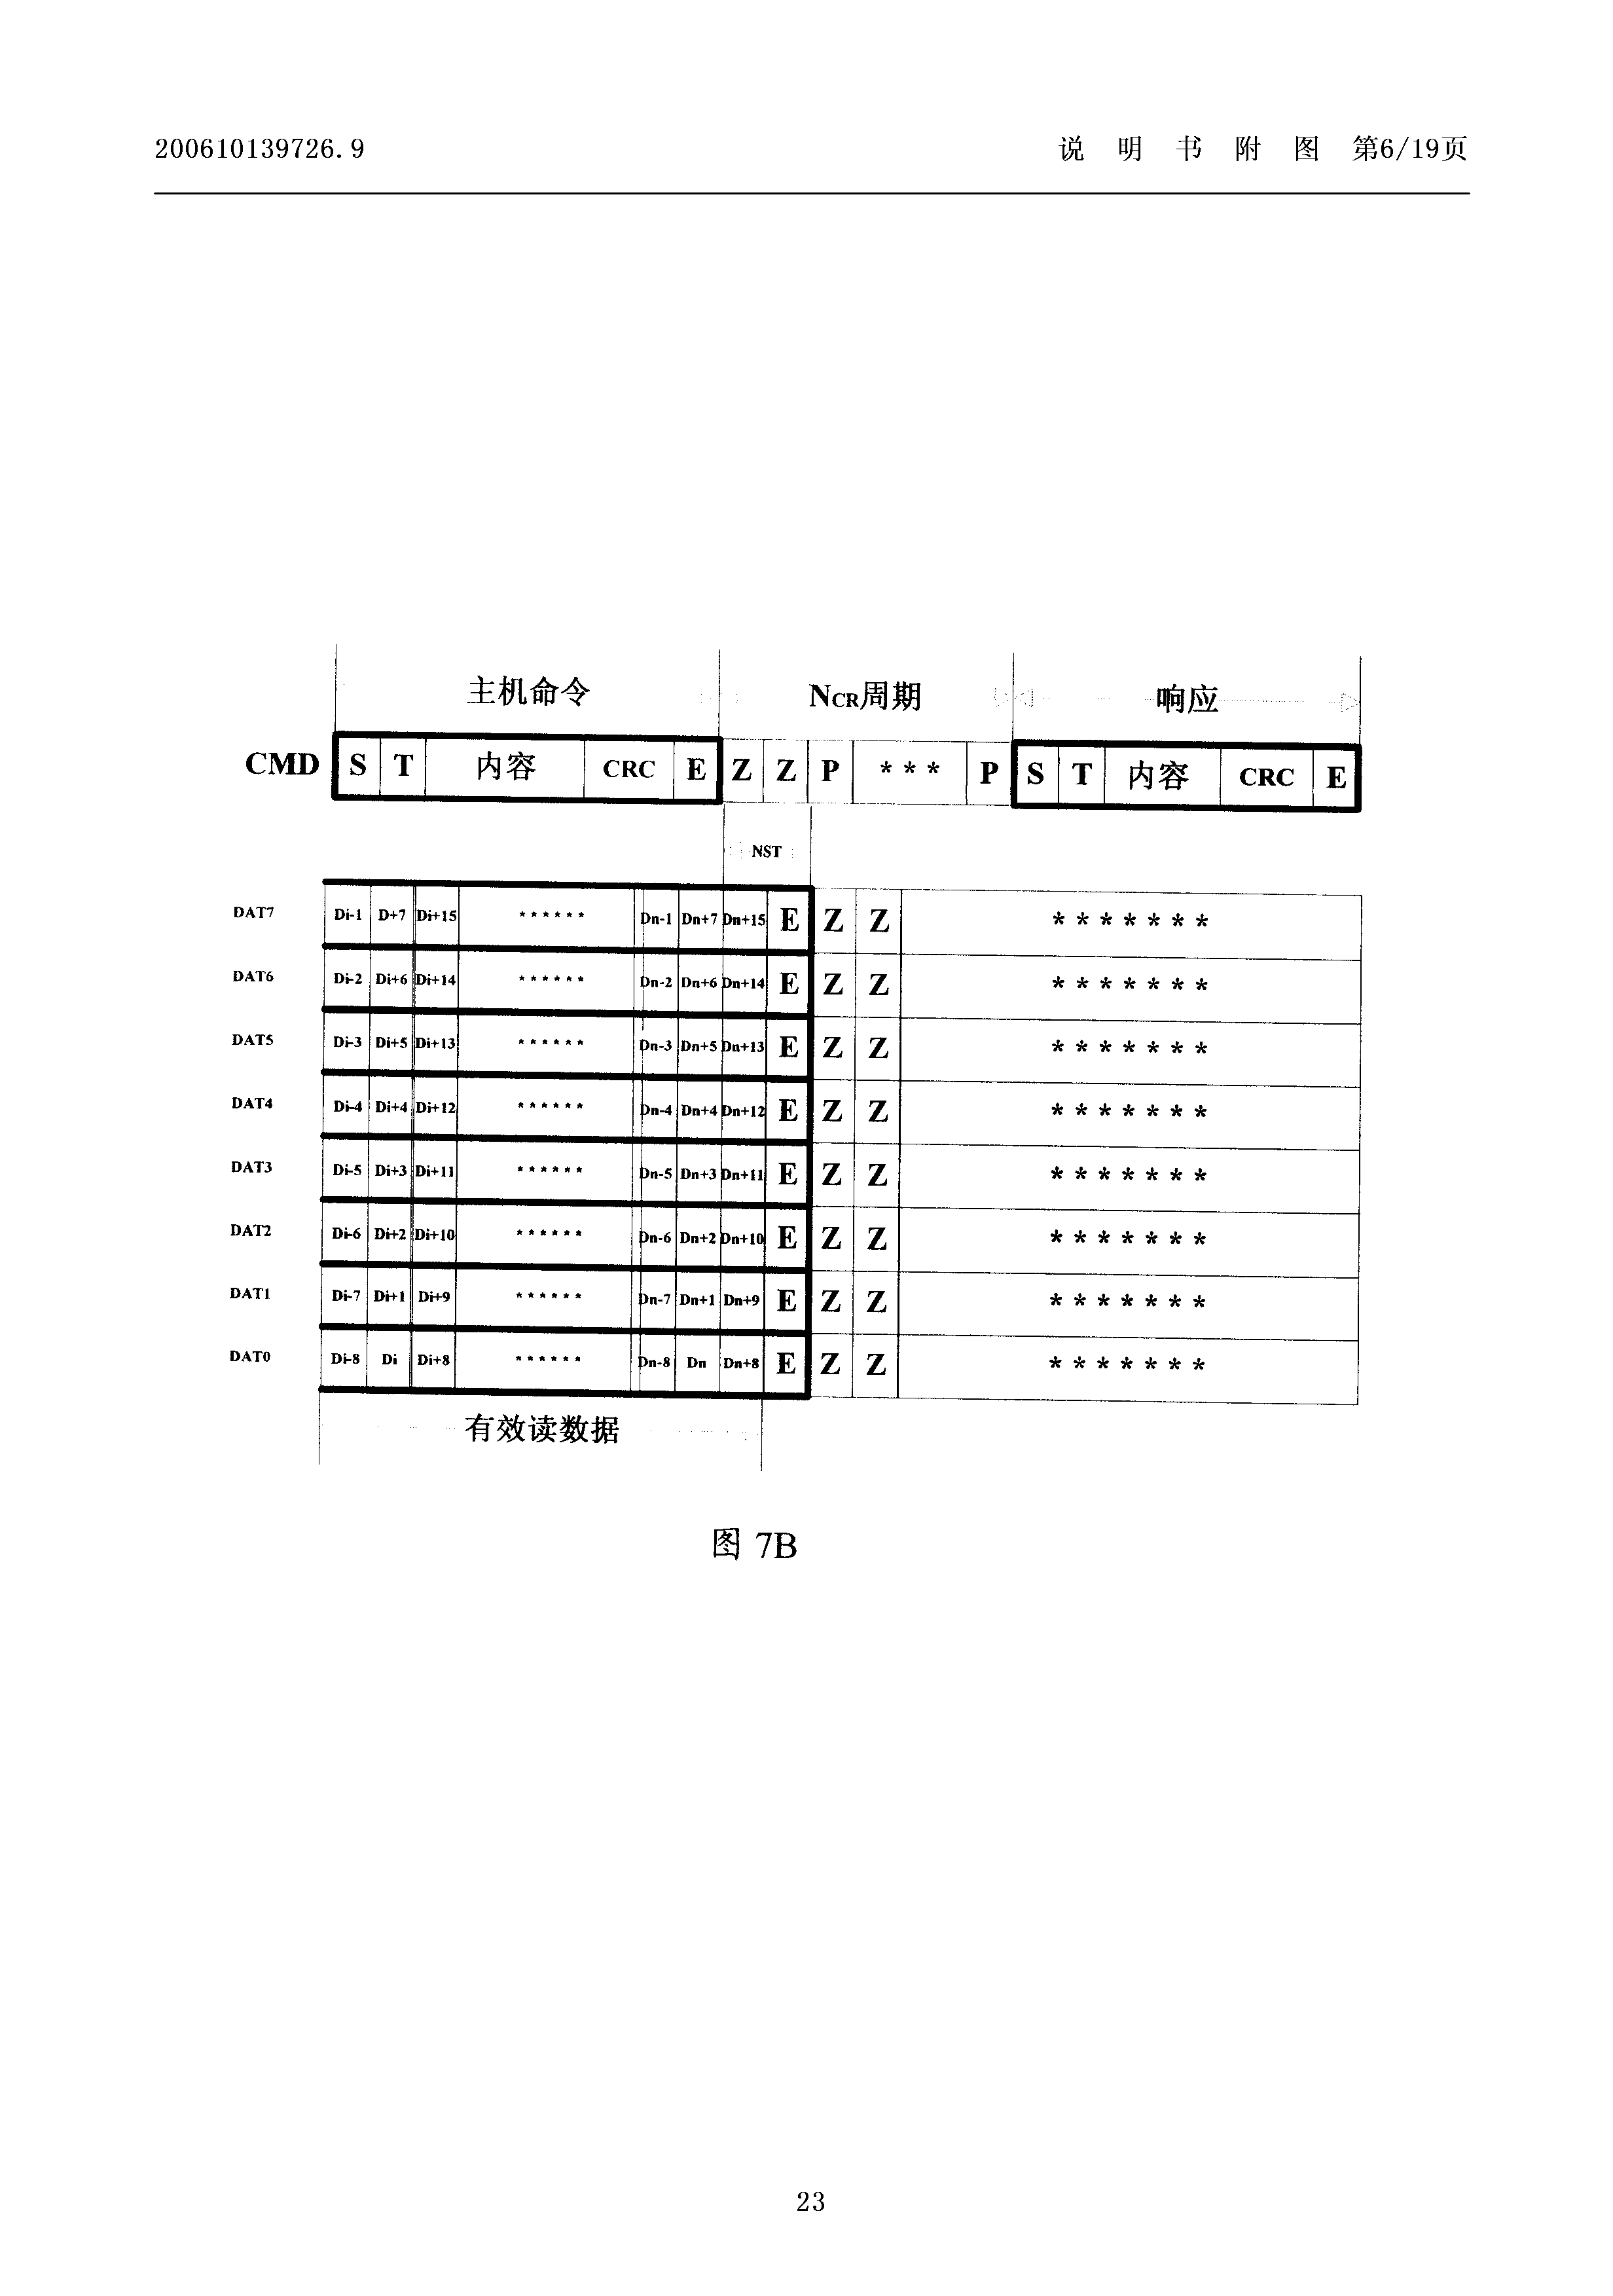 200610139726.9 说 明 书 附 图 第6/19页
主机命令 NCR周期 响应
CMD S T 内容 CRC E Z Z P *** P S T 内容 CRC E
NST
DAT7 Di-1 D+7 Di+15 ****** Dn-1 Dn+7 Dn+15 E Z Z *******
DAT6 Di-2 Di+6 Di+14 ****** Dn-2 Dn+6 Dn+14 E Z Z *******
DAT5 Di-3 Di+5 Di+13 ****** Dn-3 Dn+5 Dn+13 E Z Z *******
DAT4 Di-4 Di+4 Di+12 ****** Dn-4 Dn+4 Dn+12 E Z Z *******
DAT3 Di-5 Di+3 Di+11 ****** Dn-5 Dn+3 Dn+11 E Z Z *******
DAT2 Di-6 Di+2 Di+10 ****** Dn-6 Dn+2 Dn+10 E Z Z *******
DAT1 Di-7 Di+1 Di+9 ****** Dn-7 Dn+1 Dn+9 E Z Z *******
DAT0 Di-8 Di Di+8 ****** Dn-8 Dn Dn+8 E Z Z *******
有效读数据
图 7B
23